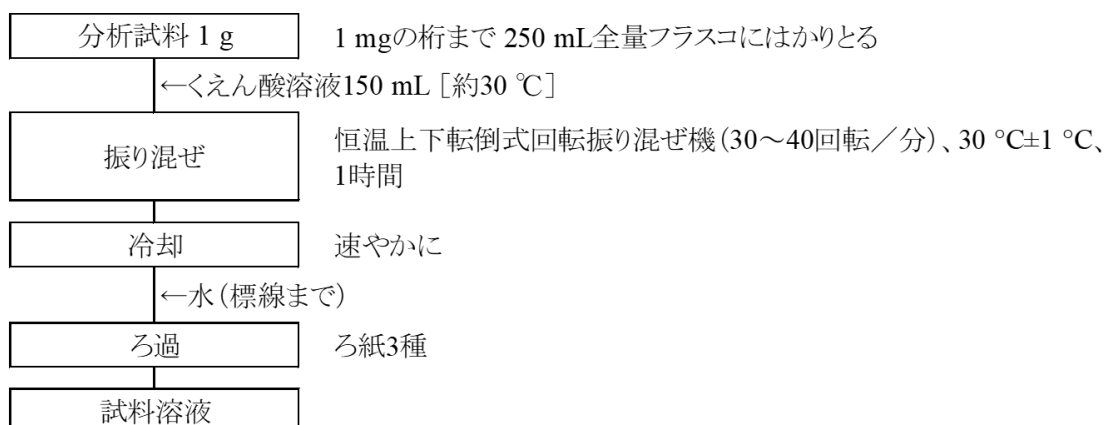 分析試料 1 g
1 mgの桁まで 250 mL全量フラスコにはかりとる
←くえん酸溶液150 mL [約30 ℃]
振り混ぜ
恒温上下転倒式回転振り混ぜ機(30～40回転/分)、30 °C±1 °C、
1時間
冷却
速やかに
←水(標線まで)
ろ過
ろ紙3種
試料溶液